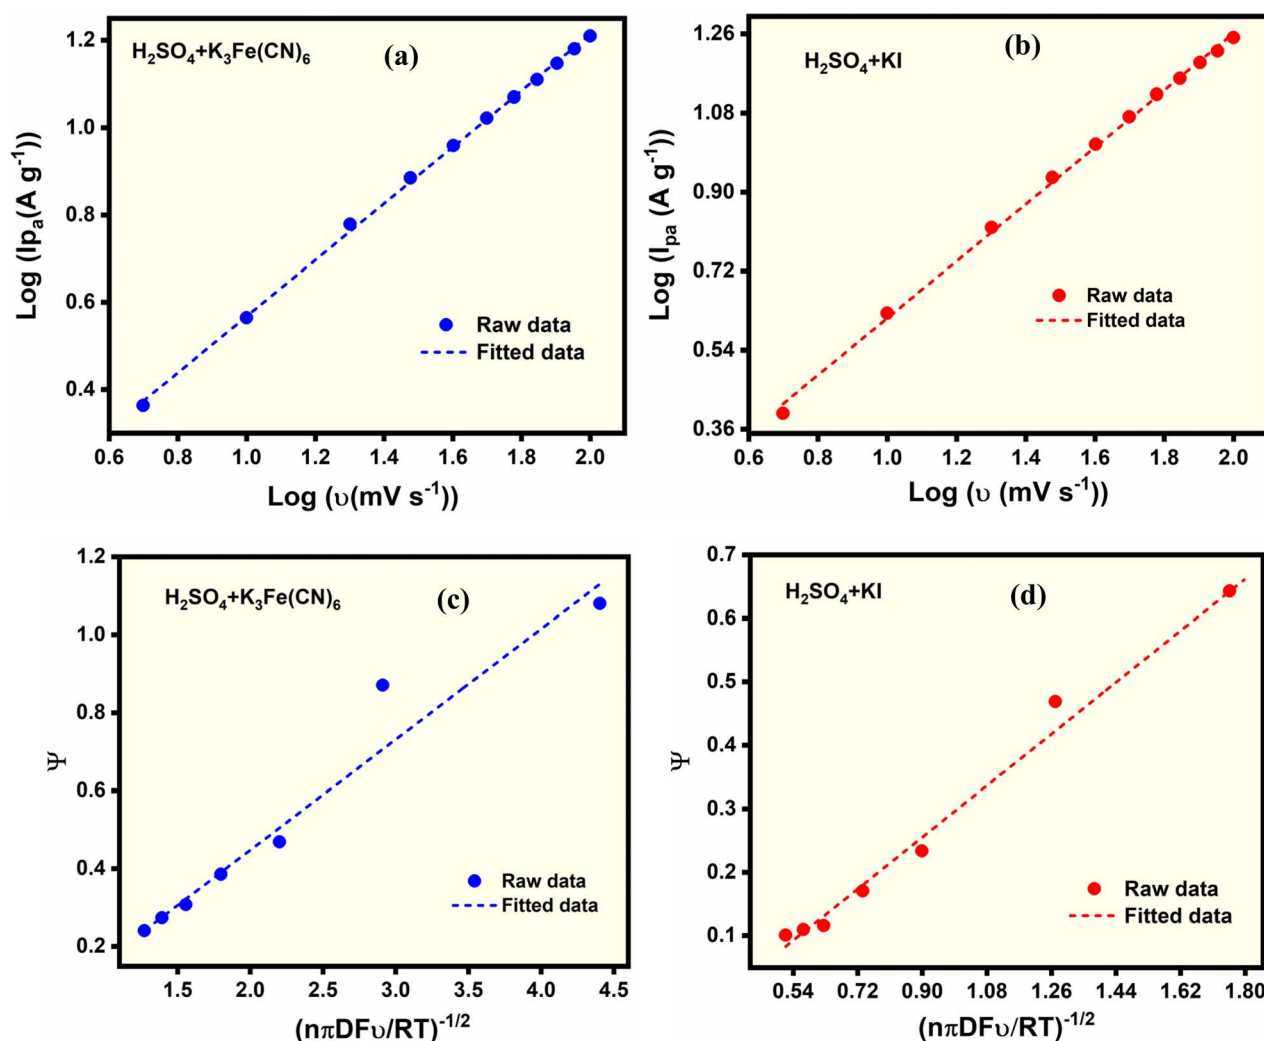 H₂SO₄+K₃Fe(CN)₆
(a)
Log (Ipₐ(A g⁻¹))
1.2
1.0
0.8
0.6
0.4
Raw data
Fitted data
0.6 0.8 1.0 1.2 1.4 1.6 1.8 2.0
Log (υ(mV s⁻¹))
H₂SO₄+KI
(b)
Log (Iₚₐ (A g⁻¹))
1.26
1.08
0.90
0.72
0.54
0.36
Raw data
Fitted data
0.6 0.8 1.0 1.2 1.4 1.6 1.8 2.0
Log (υ (mV s⁻¹))
H₂SO₄+K₃Fe(CN)₆
(c)
Ψ
1.2
1.0
0.8
0.6
0.4
0.2
Raw data
Fitted data
1.5 2.0 2.5 3.0 3.5 4.0 4.5
(nπDFυ/RT)⁻¹/²
H₂SO₄+KI
(d)
Ψ
0.7
0.6
0.5
0.4
0.3
0.1
Raw data
Fitted data
0.54 0.72 0.90 1.08 1.26 1.44 1.62 1.80
(nπDFυ/RT)⁻¹/²